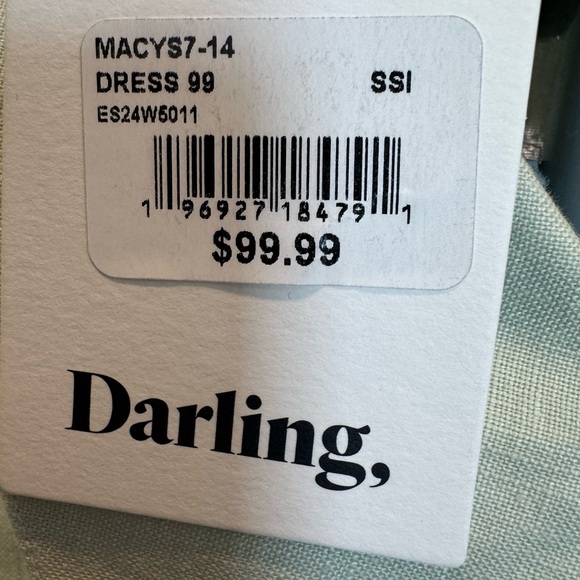 MACYS7-14
DRESS 99 SSI
ES24W5011
1 96927 18479 1
$99.99
Darling,